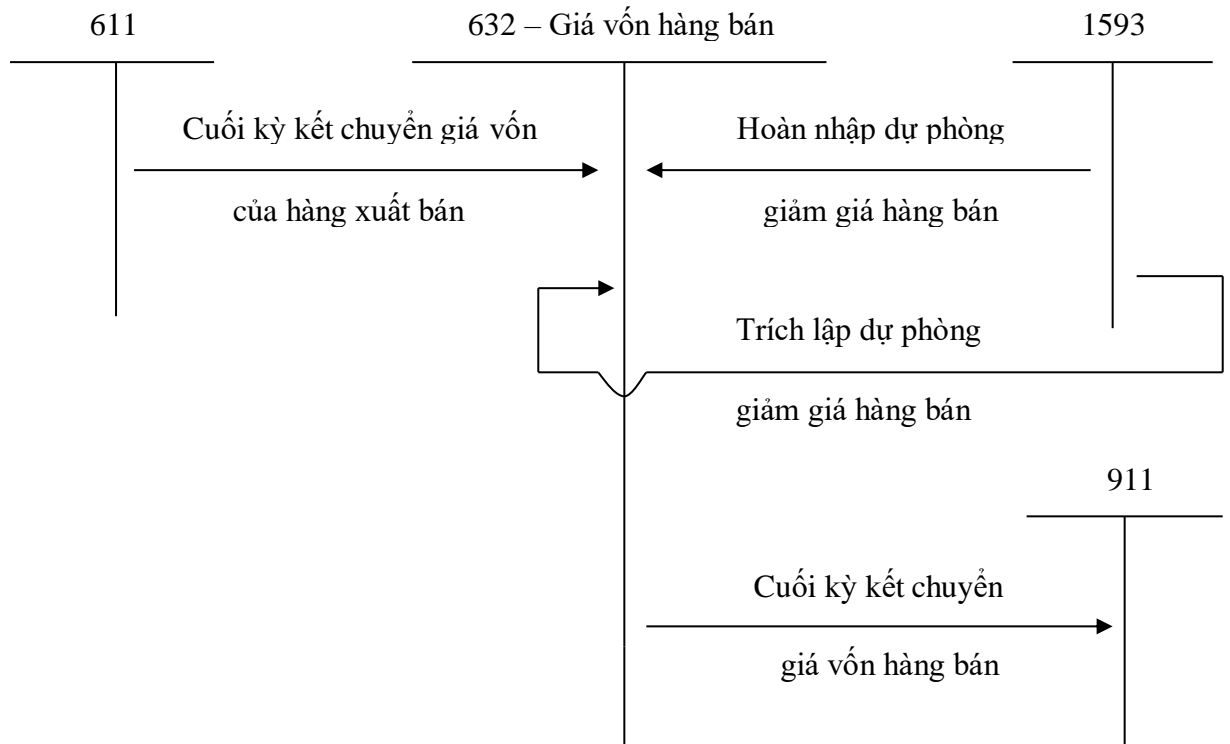 611
632 – Giá vốn hàng bán
1593
Cuối kỳ kết chuyển giá vốn
của hàng xuất bán
Hoàn nhập dự phòng
giảm giá hàng bán
Trích lập dự phòng
giảm giá hàng bán
911
Cuối kỳ kết chuyển
giá vốn hàng bán